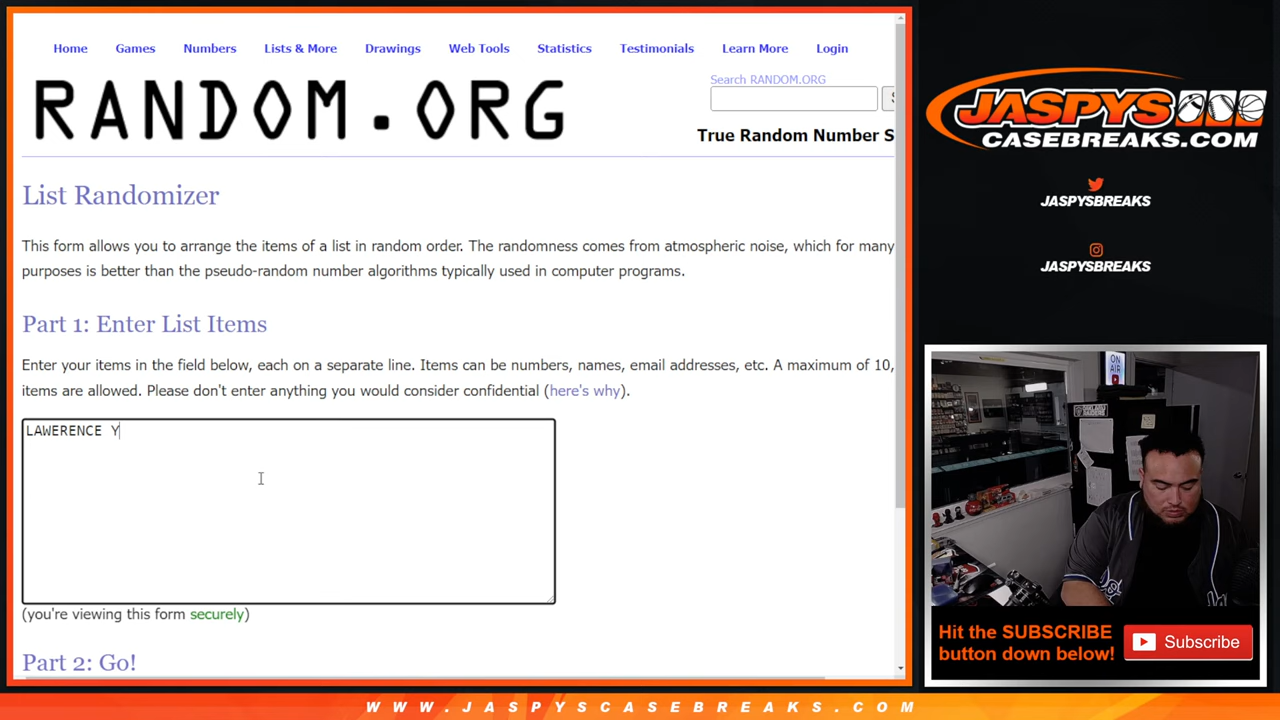 Home Games Numbers Lists & More Drawings Web Tools Statistics Testimonials Learn More Login
RANDOM.ORG
Search RANDOM.ORG
S
True Random Number S
List Randomizer
This form allows you to arrange the items of a list in random order. The randomness comes from atmospheric noise, which for many
purposes is better than the pseudo-random number algorithms typically used in computer programs.
Part 1: Enter List Items
Enter your items in the field below, each on a separate line. Items can be numbers, names, email addresses, etc. A maximum of 10,
items are allowed. Please don't enter anything you would consider confidential (here's why).
LAWERENCE Y
(you're viewing this form securely)
Part 2: Go!
JASPYS
CASEBREAKS.COM
JASPYSBREAKS
JASPYSBREAKS
ON
AIR
Hit the SUBSCRIBE
button down below!
Subscribe
WWW.JASPYSCASEBREAKS.COM